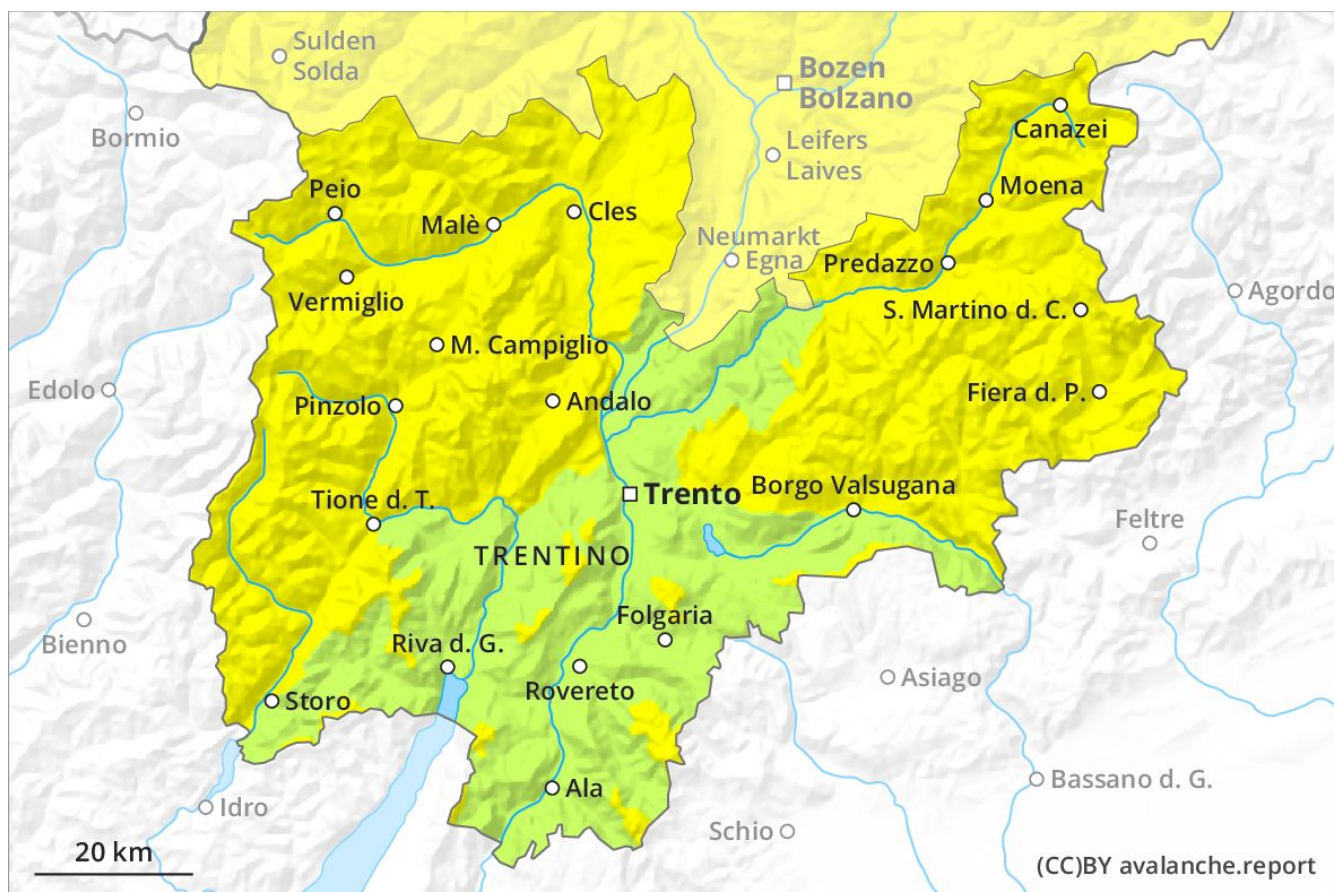 Sulden
Solda
Bozen
Bolzano
Canazei
Bormio
Leifers
Laives
Peio
Moena
Malè
Cles
Neumarkt
Egna
Predazzo
Vermiglio
Agordo
S. Martino d. C.
M. Campiglio
Edolo
Pinzolo
Andalo
Fiera d. P.
Trento
Borgo Valsugana
Tione d. T.
Feltre
TRENTINO
Bienno
Folgaria
Riva d. G.
Asiago
Rovereto
Storo
Bassano d. G.
Ala
Idro
Schio
20 km
(CC)BY avalanche.report